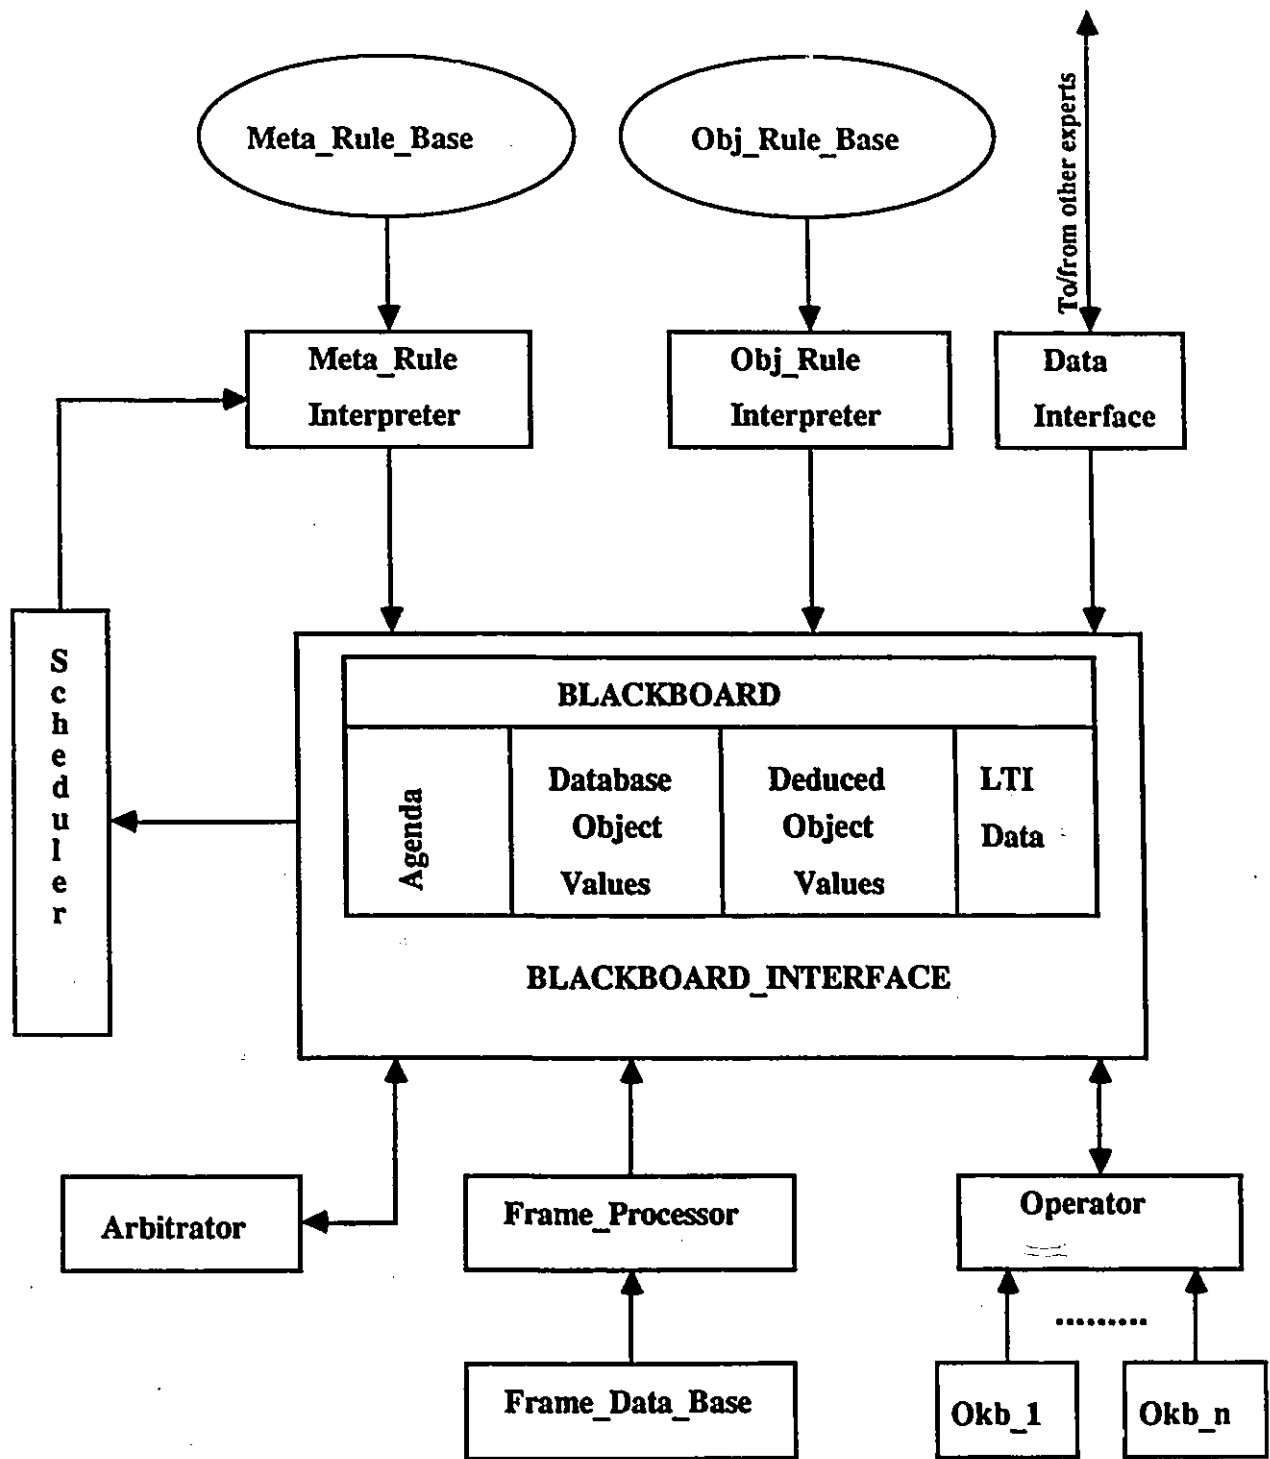 Meta_Rule_Base
Obj_Rule_Base
To/from other experts
Meta_Rule
Interpreter
Obj_Rule
Interpreter
Data
Interface
Scheduler
BLACKBOARD
Agenda
Database
Object
Values
Deduced
Object
Values
LTI
Data
BLACKBOARD_INTERFACE
Arbitrator
Frame_Processor
Operator
.........
Frame_Data_Base
Okb_1
Okb_n